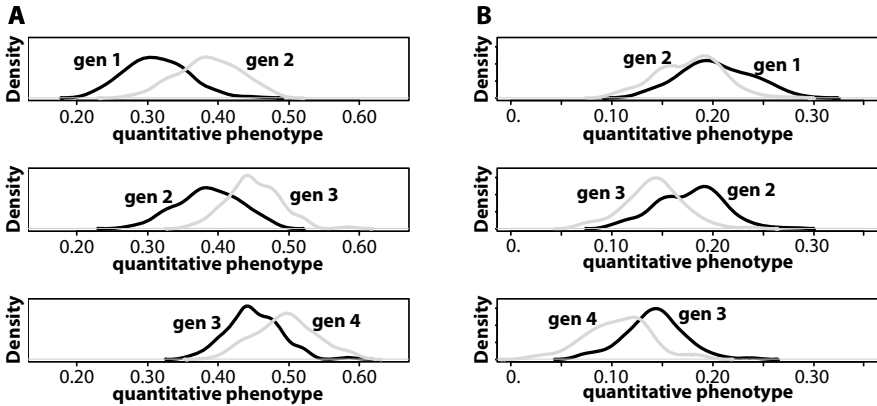 A
Density
gen 1
gen 2
0.20 0.30 0.40 0.50 0.60
quantitative phenotype
Density
gen 2
gen 3
0.20 0.30 0.40 0.50 0.60
quantitative phenotype
Density
gen 3
gen 4
0.20 0.30 0.40 0.50 0.60
quantitative phenotype
B
Density
gen 2
gen 1
0. 0.10 0.20 0.30
quantitative phenotype
Density
gen 3
gen 2
0. 0.10 0.20 0.30
quantitative phenotype
Density
gen 4
gen 3
0. 0.10 0.20 0.30
quantitative phenotype